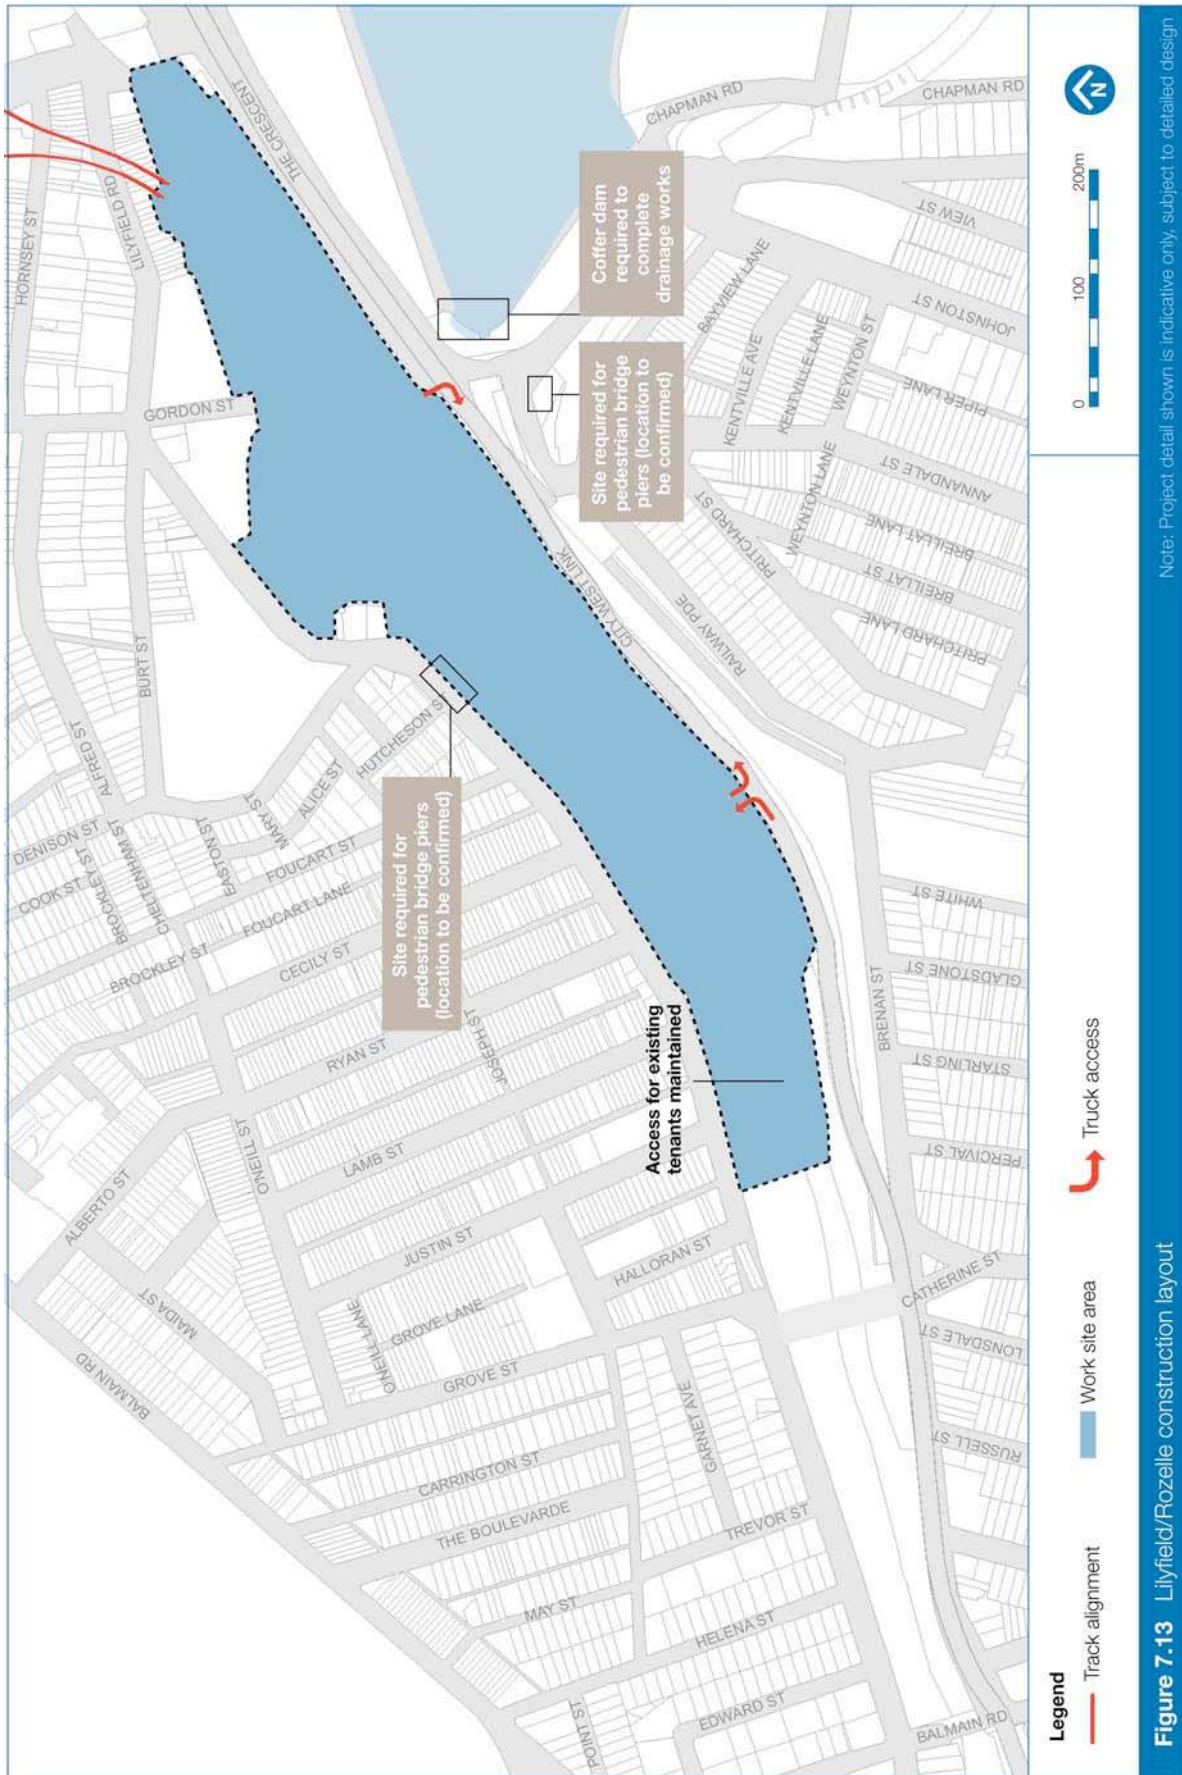 HORNSEY ST
LILYFIELD RD
THE CRESCENT
GORDON ST
CHAPMAN RD
CHAPMAN RD
Coffer dam
required to
complete
drainage works
Site required for
pedestrian bridge
piers (location to
be confirmed)
VIEW ST
BAYVIEW LANE
JOHNSTON ST
KENTVILLE AVE
KENTVILLE LANE
WEYNTON ST
PIPER LANE
ANNANDALE ST
WEYNTON LANE
BREILLAT LANE
PRITCHARD ST
BREILLAT ST
PRITCHARD LANE
CITY WEST LINK
RAILWAY PDE
BURT ST
ALFRED ST
DENISON ST
COOK ST
BROCKLEY ST
CHELTENHAM ST
EASTON ST
MARY ST
ALICE ST
HUTCHESON S
FOUCART ST
FOUCART LANE
BROCKLEY ST
CECILY ST
Site required for
pedestrian bridge piers
(location to be confirmed)
RYAN ST
JOSEPH ST
ONEILL ST
LAMB ST
ALBERTO ST
JUSTIN ST
Access for existing
tenants maintained
HALLORAN ST
MAIDA ST
ONEILL LANE
GROVE LANE
GROVE ST
BALMAIN RD
CARRINGTON ST
GARNET AVE
THE BOULEVARDE
TREVOR ST
MAY ST
HELENA ST
POINT ST
EDWARD ST
BALMAIN RD
WHITE ST
GLADSTONE ST
BRENAN ST
STARLING ST
PERCIVAL ST
CATHERINE ST
LONSDALE ST
RUSSELL ST
Legend
Track alignment
Work site area
Truck access
0 100 200m
N
Figure 7.13 Lilyfield/Rozelle construction layout
Note: Project detail shown is indicative only, subject to detailed design